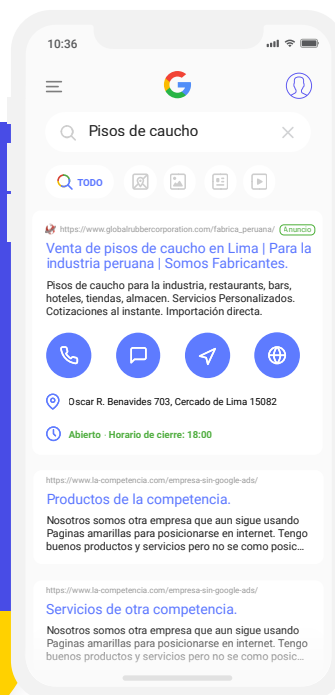 10:36
Pisos de caucho
TODO
https://www.globalrubbercorporation.com/fabrica_peruana/ Anuncio
Venta de pisos de caucho en Lima | Para la
industria peruana | Somos Fabricantes.
Pisos de caucho para la industria, restaurants, bars,
hoteles, tiendas, almacen. Servicios Personalizados.
Cotizaciones al instante. Importación directa.
Oscar R. Benavides 703, Cercado de Lima 15082
Abierto · Horario de cierre: 18:00
https://www.la-competencia.com/empresa-sin-google-ads/
Productos de la competencia.
Nosotros somos otra empresa que aun sigue usando
Paginas amarillas para posicionarse en internet. Tengo
buenos productos y servicios pero no se como posic...
https://www.la-competencia.com/empresa-sin-google-ads/
Servicios de otra competencia.
Nosotros somos otra empresa que aun sigue usando
Paginas amarillas para posicionarse en internet. Tengo
buenos productos y servicios pero no se como posic...